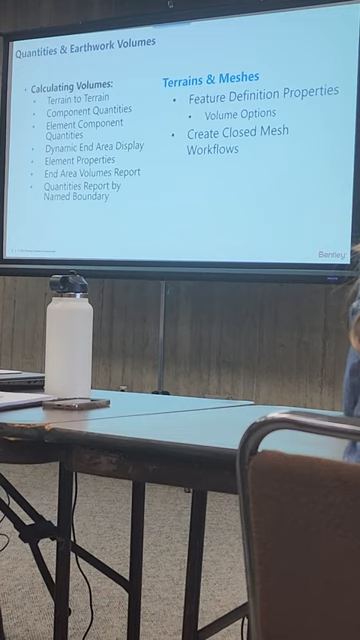 Quantities & Earthwork Volumes
Calculating Volumes:
Terrain to Terrain
Component Quantities
Element Component
Quantities
Dynamic End Area Display
Element Properties
End Area Volumes Report
Quantities Report by
Named Boundary
Terrains & Meshes
Feature Definition Properties
Volume Options
Create Closed Mesh
Workflows
Bentley